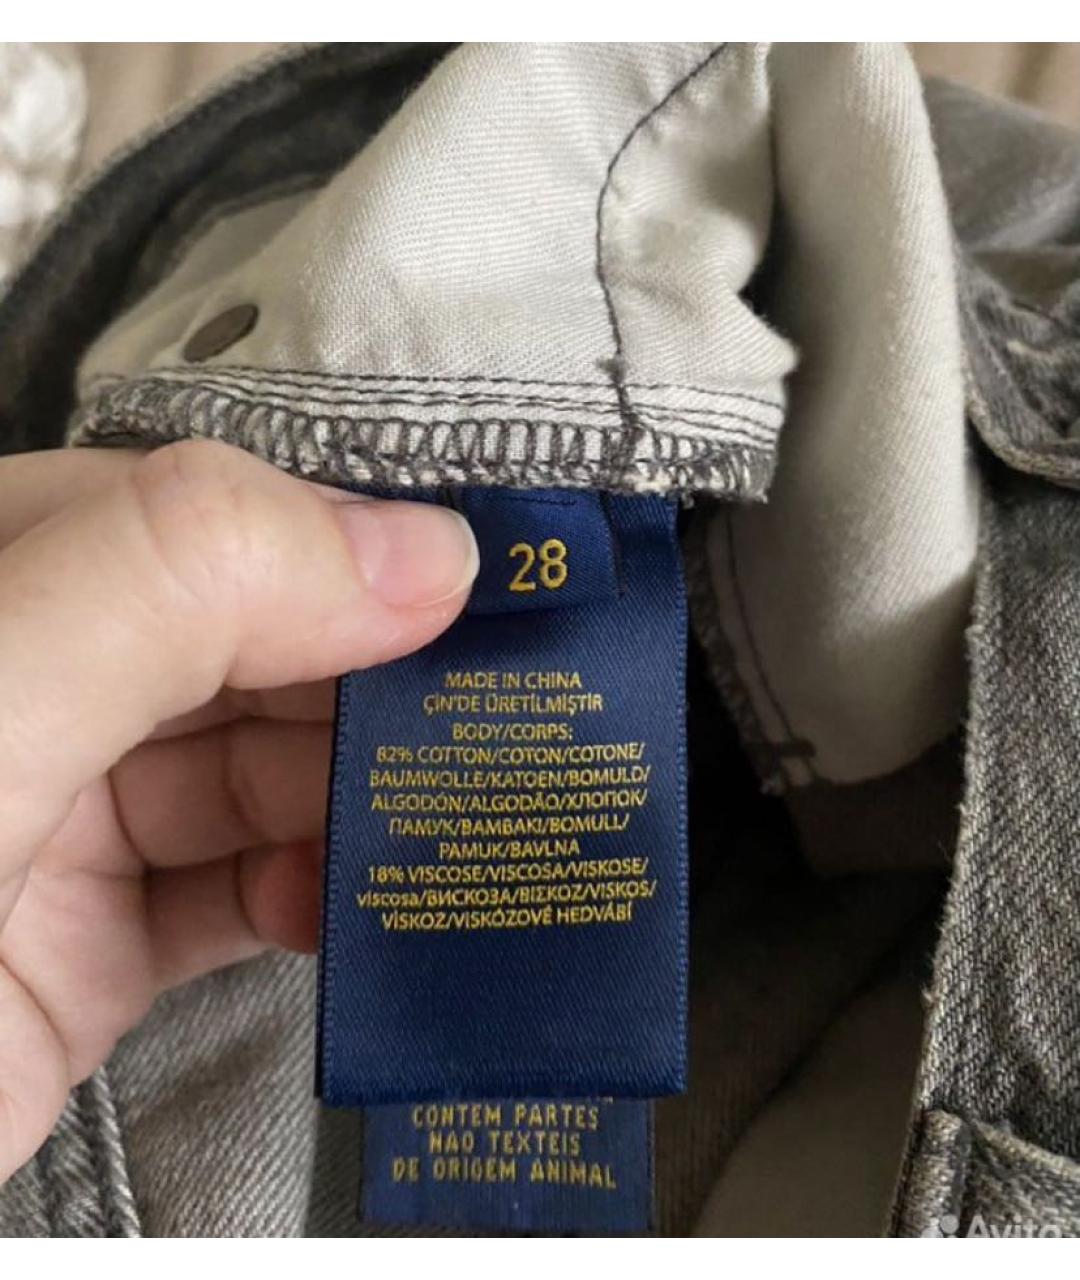 28
MADE IN CHINA
ÇİN'DE ÜRETİLMİŞTİR
BODY/CORPS:
82% COTTON/COTON/COTONE/
BAUMWOLLE/KATOEN/BOMULD/
ALGODÓN/ALGODÃO/ХЛОПОК/
ПАМУК/ΒΑΜΒΑΚΙ/BOMULL/
PAMUK/BAVLNA
18% VISCOSE/VISCOSA/VISKOSE/
viscosa/ВИСКОЗА/ΒΙΣΚΟΖ/VISKOS/
VİSKOZ/VISKÓZOVÉ HEDVÁBÍ
CONTEM PARTES
NAO TEXTEIS
DE ORIGEM ANIMAL
Avito